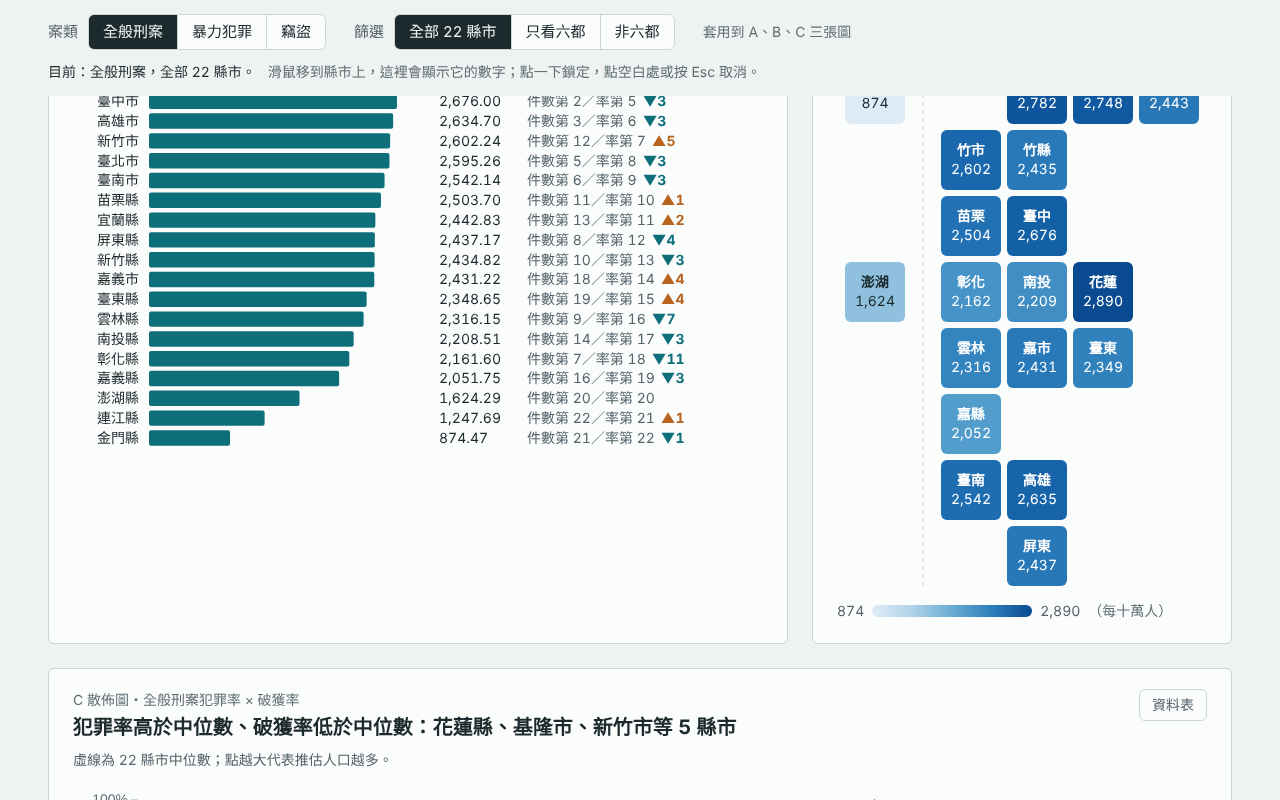 案類 全般刑案 暴力犯罪 竊盜 篩選 全部 22 縣市 只看六都 非六都 套用到 A、B、C 三張圖
目前：全般刑案，全部 22 縣市。 滑鼠移到縣市上，這裡會顯示它的數字；點一下鎖定，點空白處或按 Esc 取消。
臺中市 2,676.00 件數第 2／率第 5 ▼3
高雄市 2,634.70 件數第 3／率第 6 ▼3
新竹市 2,602.24 件數第 12／率第 7 ▲5
臺北市 2,595.26 件數第 5／率第 8 ▼3
臺南市 2,542.14 件數第 6／率第 9 ▼3
苗栗縣 2,503.70 件數第 11／率第 10 ▲1
宜蘭縣 2,442.83 件數第 13／率第 11 ▲2
屏東縣 2,437.17 件數第 8／率第 12 ▼4
新竹縣 2,434.82 件數第 10／率第 13 ▼3
嘉義市 2,431.22 件數第 18／率第 14 ▲4
臺東縣 2,348.65 件數第 19／率第 15 ▲4
雲林縣 2,316.15 件數第 9／率第 16 ▼7
南投縣 2,208.51 件數第 14／率第 17 ▼3
彰化縣 2,161.60 件數第 7／率第 18 ▼11
嘉義縣 2,051.75 件數第 16／率第 19 ▼3
澎湖縣 1,624.29 件數第 20／率第 20
連江縣 1,247.69 件數第 22／率第 21 ▲1
金門縣 874.47 件數第 21／率第 22 ▼1
874 2,782 2,748 2,443
竹市 竹縣
2,602 2,435
苗栗 臺中
2,504 2,676
澎湖 彰化 南投 花蓮
1,624 2,162 2,209 2,890
雲林 嘉市 臺東
2,316 2,431 2,349
嘉縣
2,052
臺南 高雄
2,542 2,635
屏東
2,437
874 2,890 （每十萬人）
C 散佈圖・全般刑案犯罪率 × 破獲率
資料表
犯罪率高於中位數、破獲率低於中位數：花蓮縣、基隆市、新竹市等 5 縣市
虛線為 22 縣市中位數；點越大代表推估人口越多。
100%